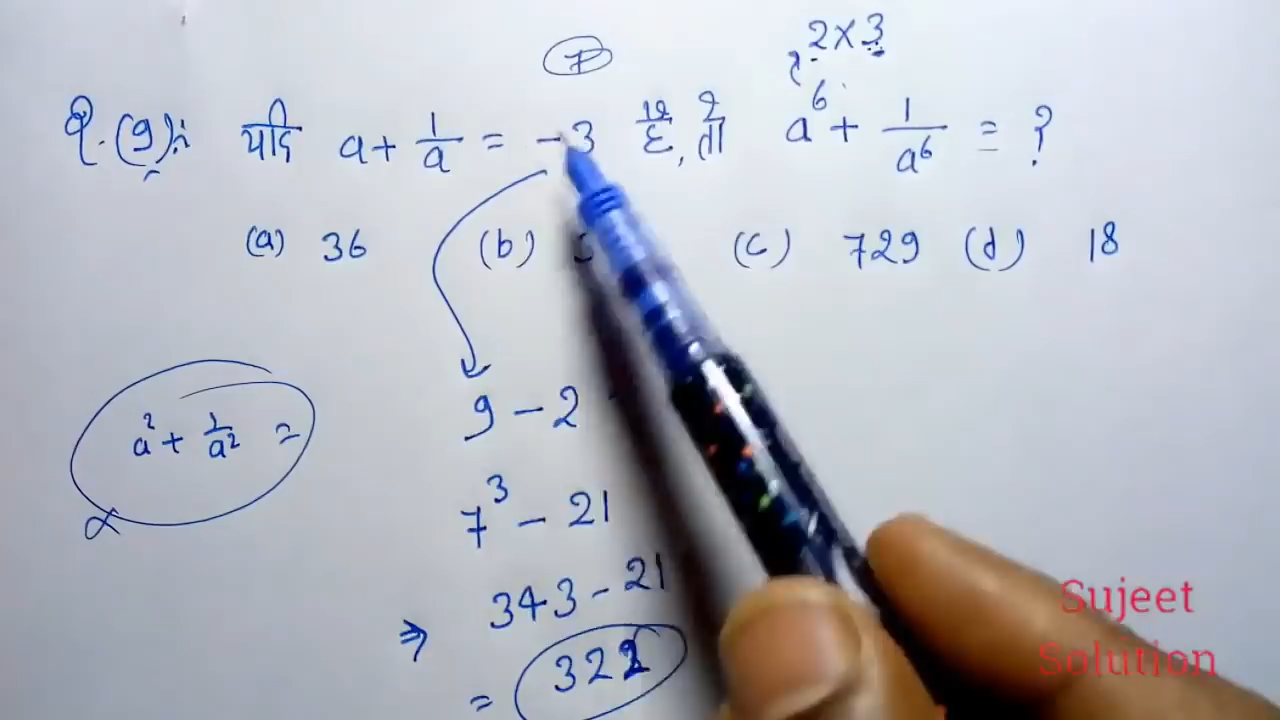 7
2×3
Q.(9): यदि a + 1/a = -3 है, तो a⁶ + 1/a⁶ = ?
(a) 36 (b) (c) 729 (d) 18
9 - 2
a² + 1/a² =
7³ - 21
⇒ 343 - 21
= 322
Sujeet
Solution